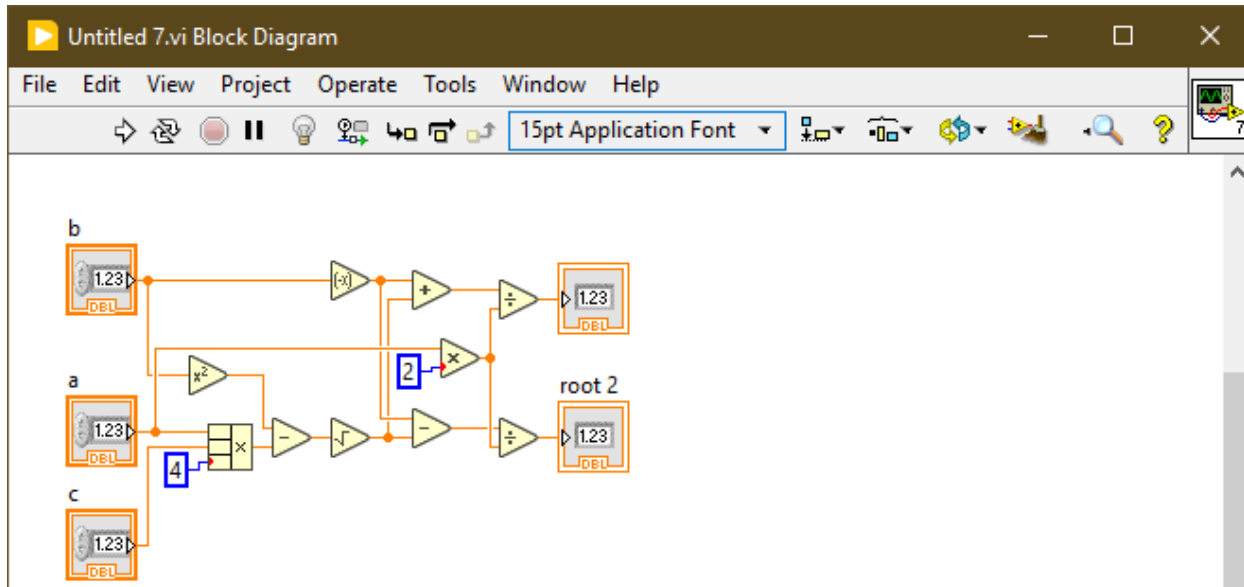 Untitled 7.vi Block Diagram
File Edit View Project Operate Tools Window Help
15pt Application Font
?
7
b
1.23
DBL
(-x)
+
÷
1.23
DBL
x²
×
2
a
1.23
DBL
root 2
1.23
DBL
4
×
−
√
−
÷
c
1.23
DBL